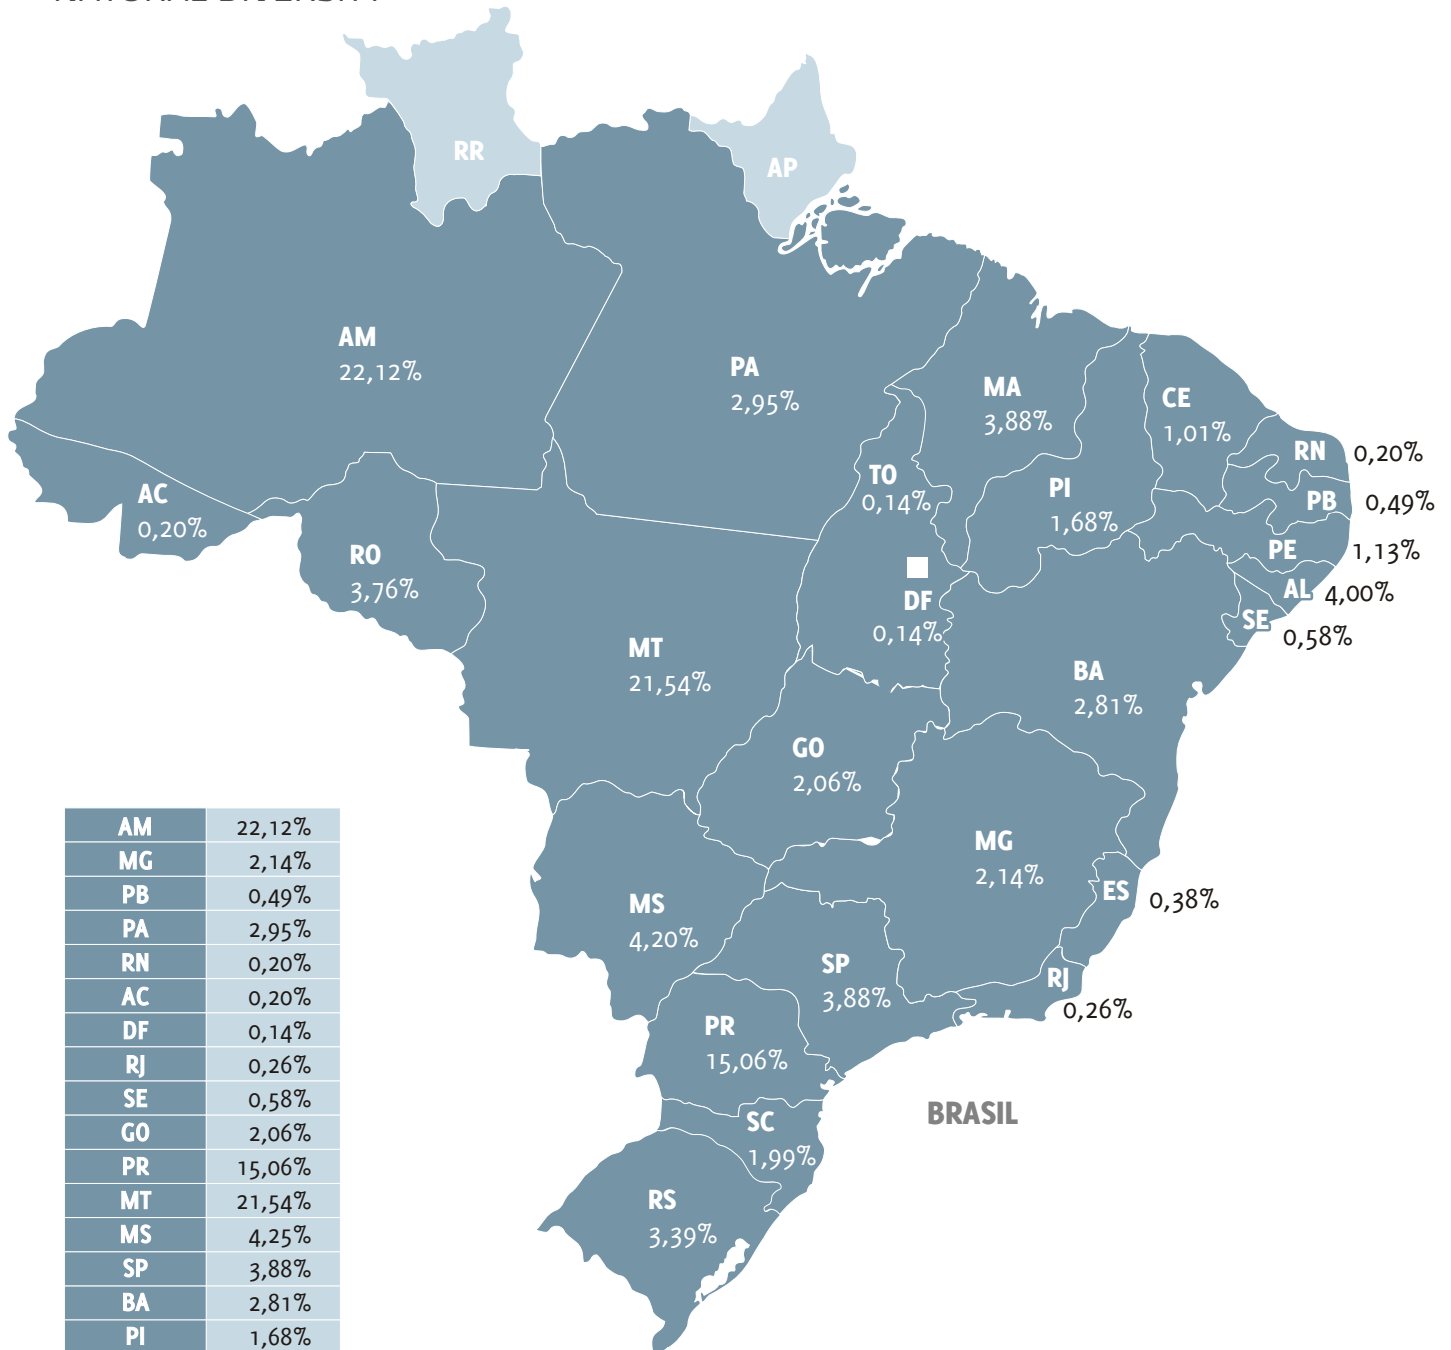 RR
AP
AM
22,12%
PA
2,95%
MA
3,88%
CE
1,01%
RN
0,20%
TO
0,14%
PI
1,68%
PB
0,49%
AC
0,20%
RO
3,76%
PE
1,13%
DF
0,14%
AL
4,00%
SE
0,58%
MT
21,54%
BA
2,81%
GO
2,06%
MG
2,14%
ES
0,38%
MS
4,20%
SP
3,88%
RJ
0,26%
PR
15,06%
BRASIL
SC
1,99%
RS
3,39%
AM 22,12%
MG 2,14%
PB 0,49%
PA 2,95%
RN 0,20%
AC 0,20%
DF 0,14%
RJ 0,26%
SE 0,58%
GO 2,06%
PR 15,06%
MT 21,54%
MS 4,25%
SP 3,88%
BA 2,81%
PI 1,68%